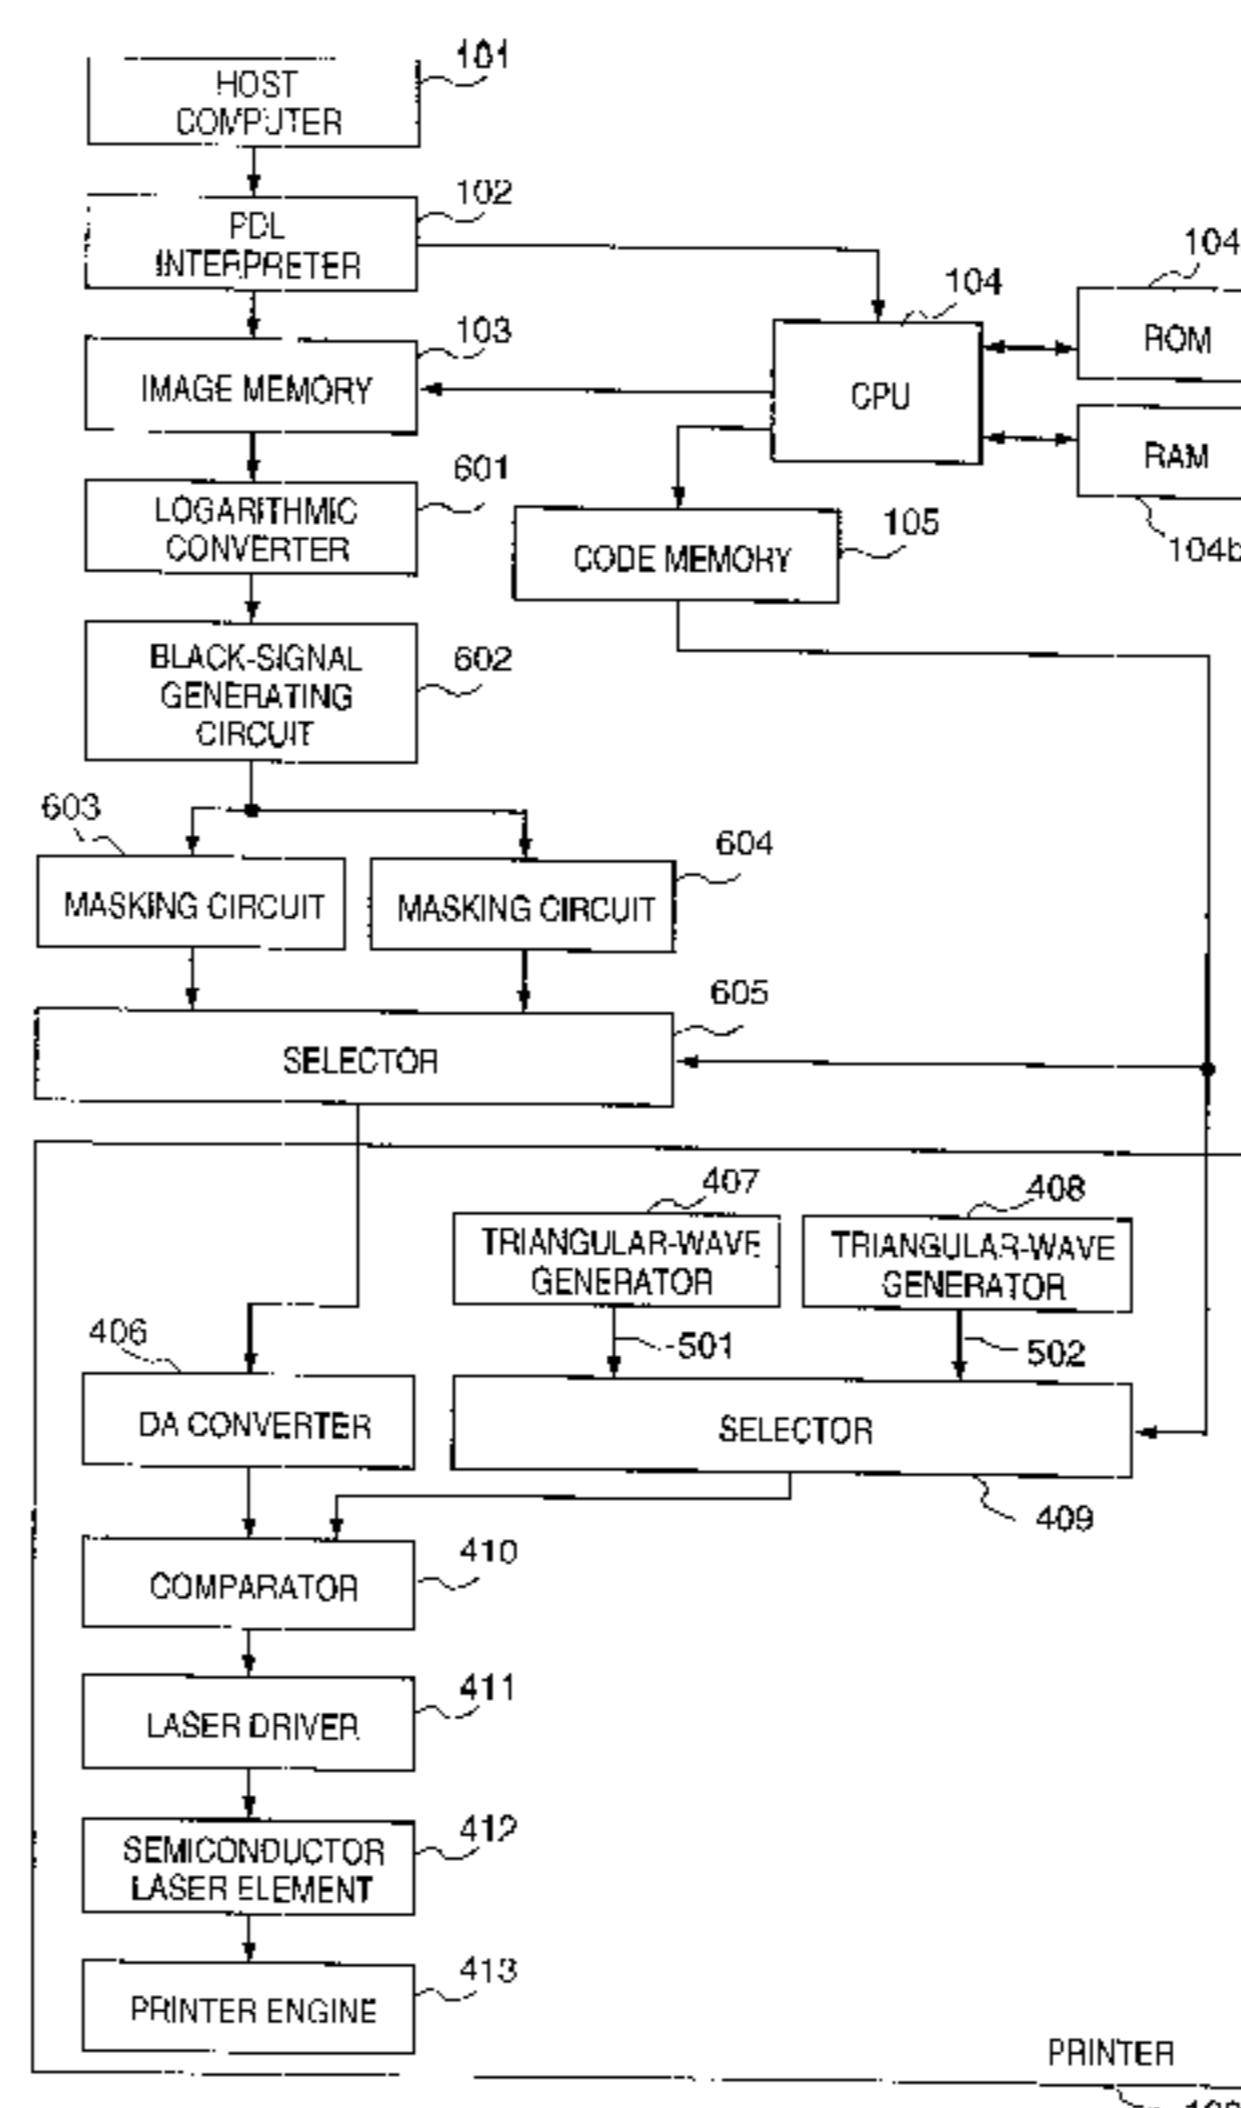 101
HOST
COMPUTER
102
PDL
INTERPRETER
104
104
ROM
103
IMAGE MEMORY
CPU
RAM
104b
601
LOGARITHMIC
CONVERTER
105
CODE MEMORY
602
BLACK-SIGNAL
GENERATING
CIRCUIT
603
604
MASKING CIRCUIT
MASKING CIRCUIT
605
SELECTOR
407
408
TRIANGULAR-WAVE
GENERATOR
TRIANGULAR-WAVE
GENERATOR
501
502
406
DA CONVERTER
SELECTOR
409
410
COMPARATOR
411
LASER DRIVER
412
SEMICONDUCTOR
LASER ELEMENT
413
PRINTER ENGINE
PRINTER